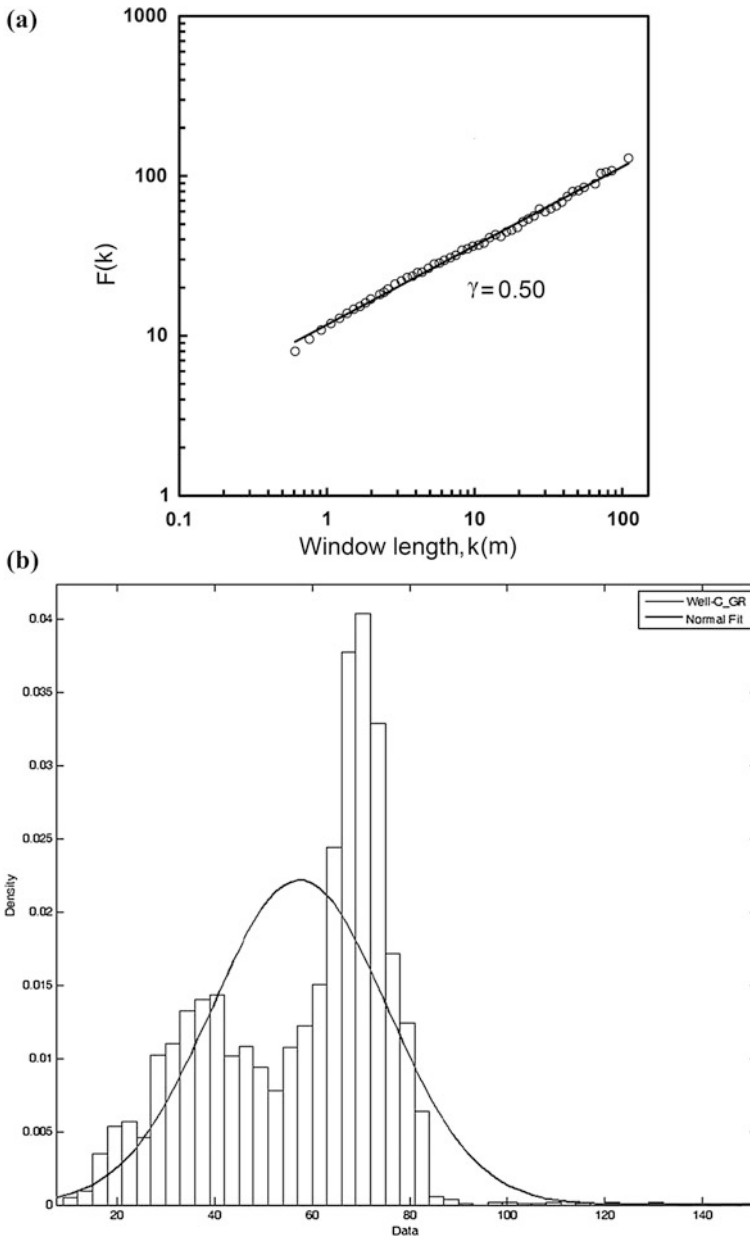 (a)
1000
100
10
1
F(k)
γ=0.50
0.1 1 10 100
Window length,k(m)
(b)
Well-C_GR
Normal Fit
0.04
0.035
0.03
0.025
0.02
0.015
0.01
0.005
0
Density
20 40 60 80 100 120 140
Data